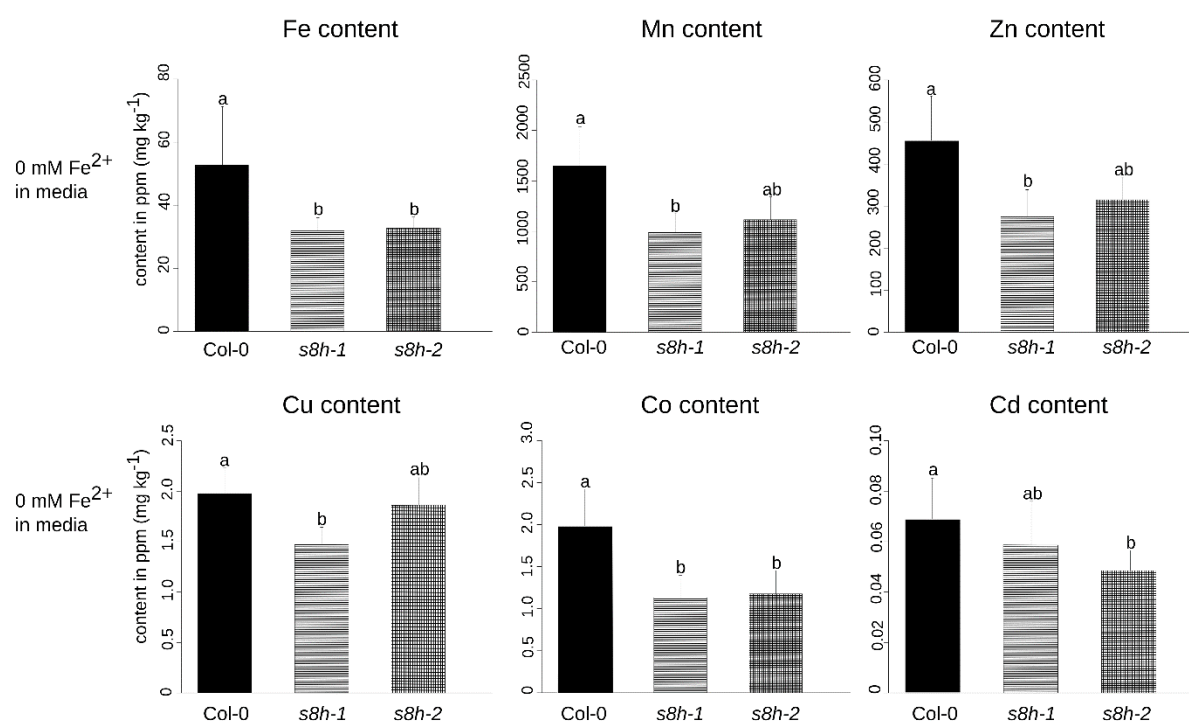 Fe content
Mn content
Zn content
0 mM Fe2+
in media
content in ppm (mg kg-1)
80
60
40
20
0
a
b
b
Col-0
s8h-1
s8h-2
2500
2000
1500
1000
500
0
a
b
ab
Col-0
s8h-1
s8h-2
600
500
400
300
200
100
0
a
b
ab
Col-0
s8h-1
s8h-2
Cu content
Co content
Cd content
0 mM Fe2+
in media
content in ppm (mg kg-1)
2.5
2.0
1.5
1.0
0.5
0
a
b
ab
Col-0
s8h-1
s8h-2
3.0
2.5
2.0
1.5
1.0
0.5
0
a
b
b
Col-0
s8h-1
s8h-2
0.10
0.08
0.06
0.04
0.02
0
a
ab
b
Col-0
s8h-1
s8h-2